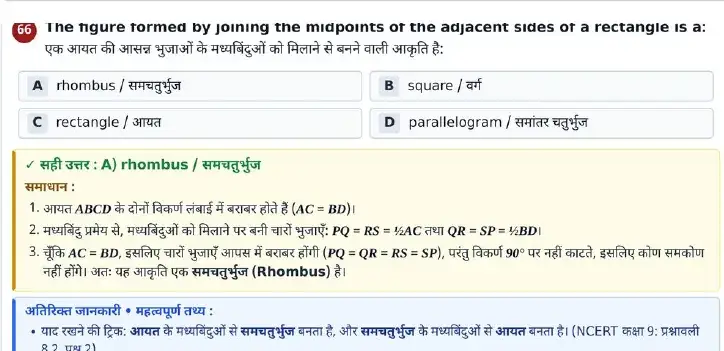 66 The figure formed by joining the midpoints of the adjacent sides of a rectangle is a:
एक आयत की आसन्न भुजाओं के मध्यबिंदुओं को मिलाने से बनने वाली आकृति है:
A rhombus / समचतुर्भुज
B square / वर्ग
C rectangle / आयत
D parallelogram / समांतर चतुर्भुज
✓ सही उत्तर : A) rhombus / समचतुर्भुज
समाधान :
1. आयत ABCD के दोनों विकर्ण लंबाई में बराबर होते हैं (AC = BD)।
2. मध्यबिंदु प्रमेय से, मध्यबिंदुओं को मिलाने पर बनी चारों भुजाएँ: PQ = RS = ½AC तथा QR = SP = ½BD।
3. चूँकि AC = BD, इसलिए चारों भुजाएँ आपस में बराबर होंगी (PQ = QR = RS = SP), परंतु विकर्ण 90° पर नहीं काटते, इसलिए कोण समकोण
नहीं होंगे। अतः यह आकृति एक समचतुर्भुज (Rhombus) है।
अतिरिक्त जानकारी • महत्वपूर्ण तथ्य :
• याद रखने की ट्रिक: आयत के मध्यबिंदुओं से समचतुर्भुज बनता है, और समचतुर्भुज के मध्यबिंदुओं से आयत बनता है। (NCERT कक्षा 9: प्रश्नावली
8.2, प्रश्न 2)